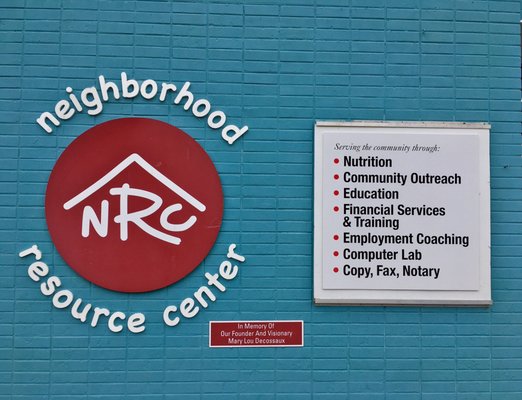 neighborhood
NRC
resource center
In Memory Of
Our Founder And Visionary
Mary Lou Decossaux
Serving the community through:
• Nutrition
• Community Outreach
• Education
• Financial Services
& Training
• Employment Coaching
• Computer Lab
• Copy, Fax, Notary